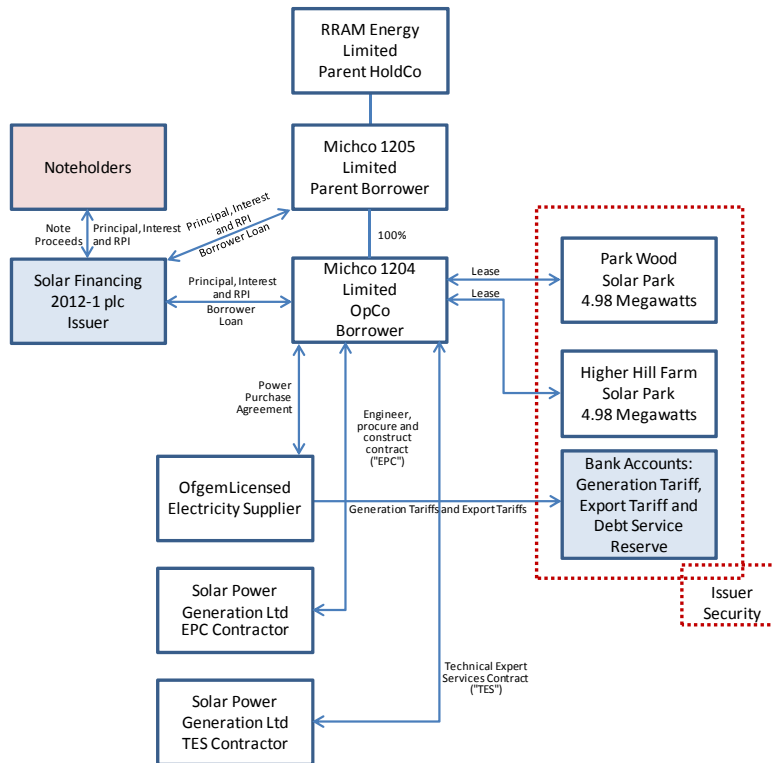 RRAM Energy
Limited
Parent HoldCo
Noteholders
Michco 1205
Limited
Parent Borrower
Note
Proceeds
Principal, Interest
and RPI
Principal, Interest
and RPI
Borrower Loan
100%
Solar Financing
2012-1 plc
Issuer
Principal, Interest
and RPI
Borrower
Loan
Michco 1204
Limited
OpCo
Borrower
Lease
Lease
Park Wood
Solar Park
4.98 Megawatts
Higher Hill Farm
Solar Park
4.98 Megawatts
Power
Purchase
Agreement
Engineer,
procure and
construct
contract
("EPC")
Ofgem Licensed
Electricity Supplier
Generation Tariffs and Export Tariffs
Bank Accounts:
Generation Tariff,
Export Tariff and
Debt Service
Reserve
Issuer
Security
Solar Power
Generation Ltd
EPC Contractor
Technical Expert
Services Contract
("TES")
Solar Power
Generation Ltd
TES Contractor